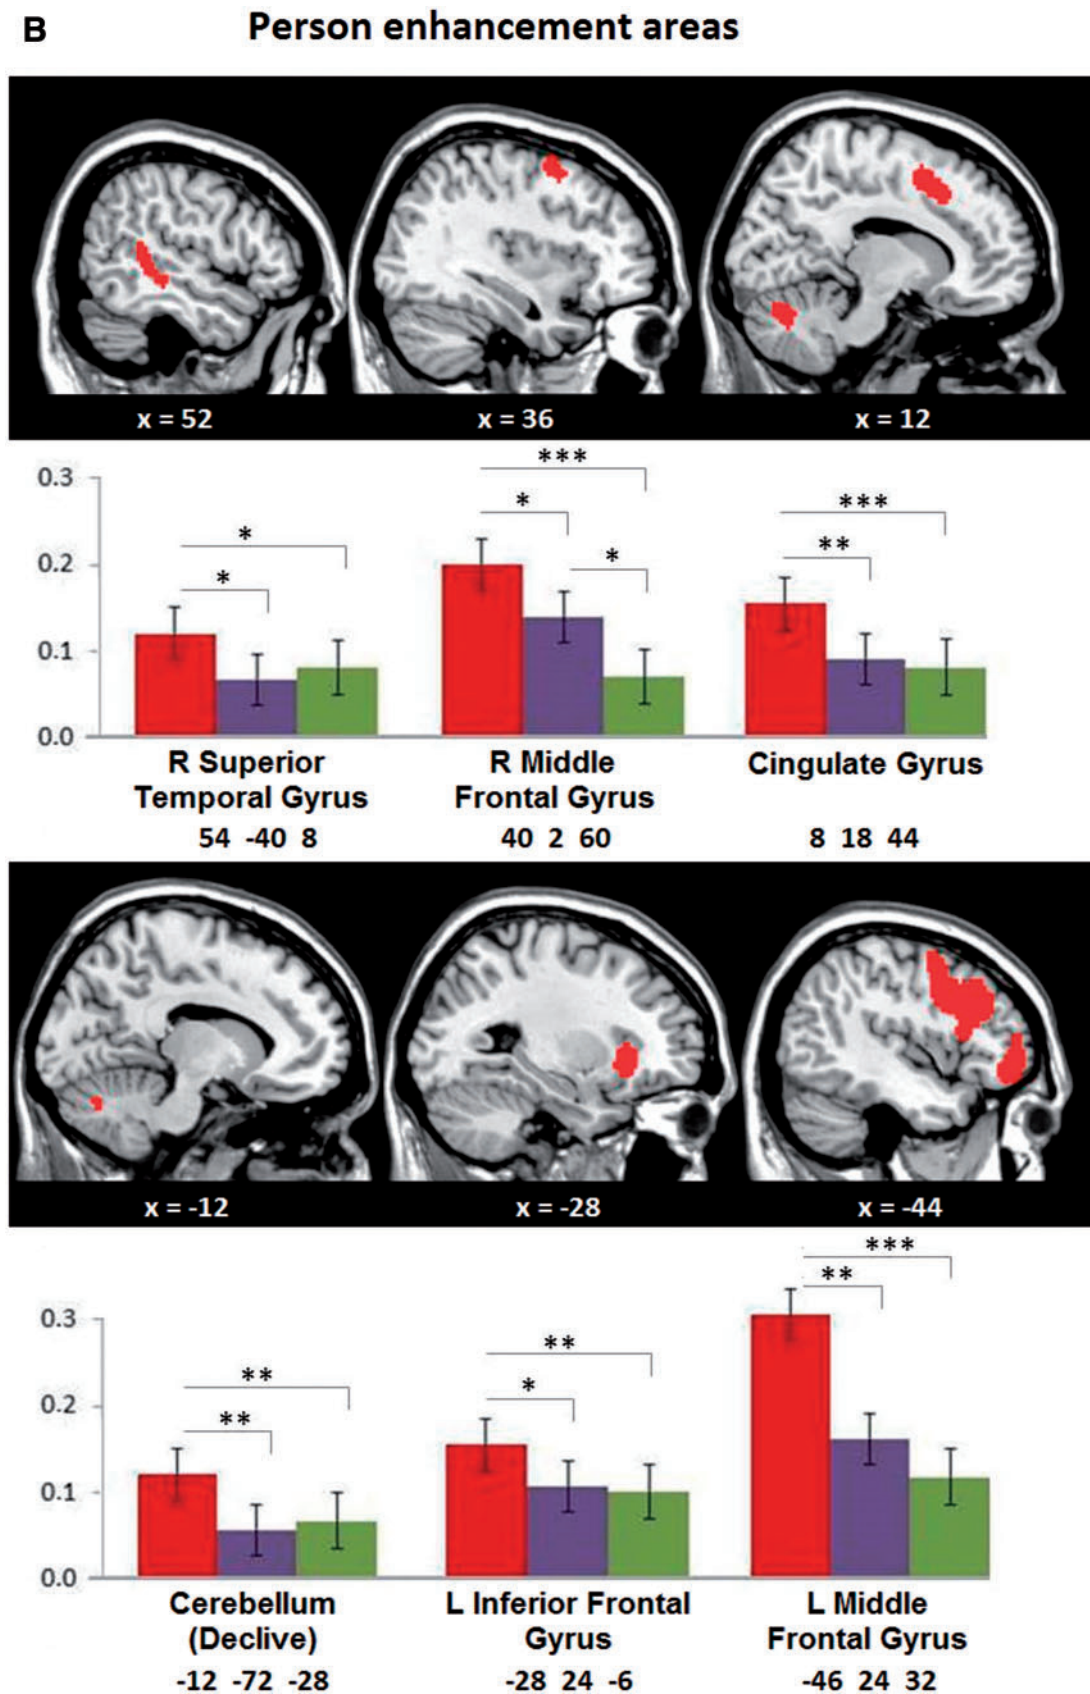 B Person enhancement areas
x = 52 x = 36 x = 12
***
0.3
* ***
* * **
0.2
*
0.1
0.0
R Superior Temporal Gyrus
R Middle Frontal Gyrus
Cingulate Gyrus
54 -40 8 40 2 60 8 18 44
x = -12 x = -28 x = -44
***
**
0.3
**
** *
0.2
**
0.1
0.0
Cerebellum (Declive)
L Inferior Frontal Gyrus
L Middle Frontal Gyrus
-12 -72 -28 -28 24 -6 -46 24 32